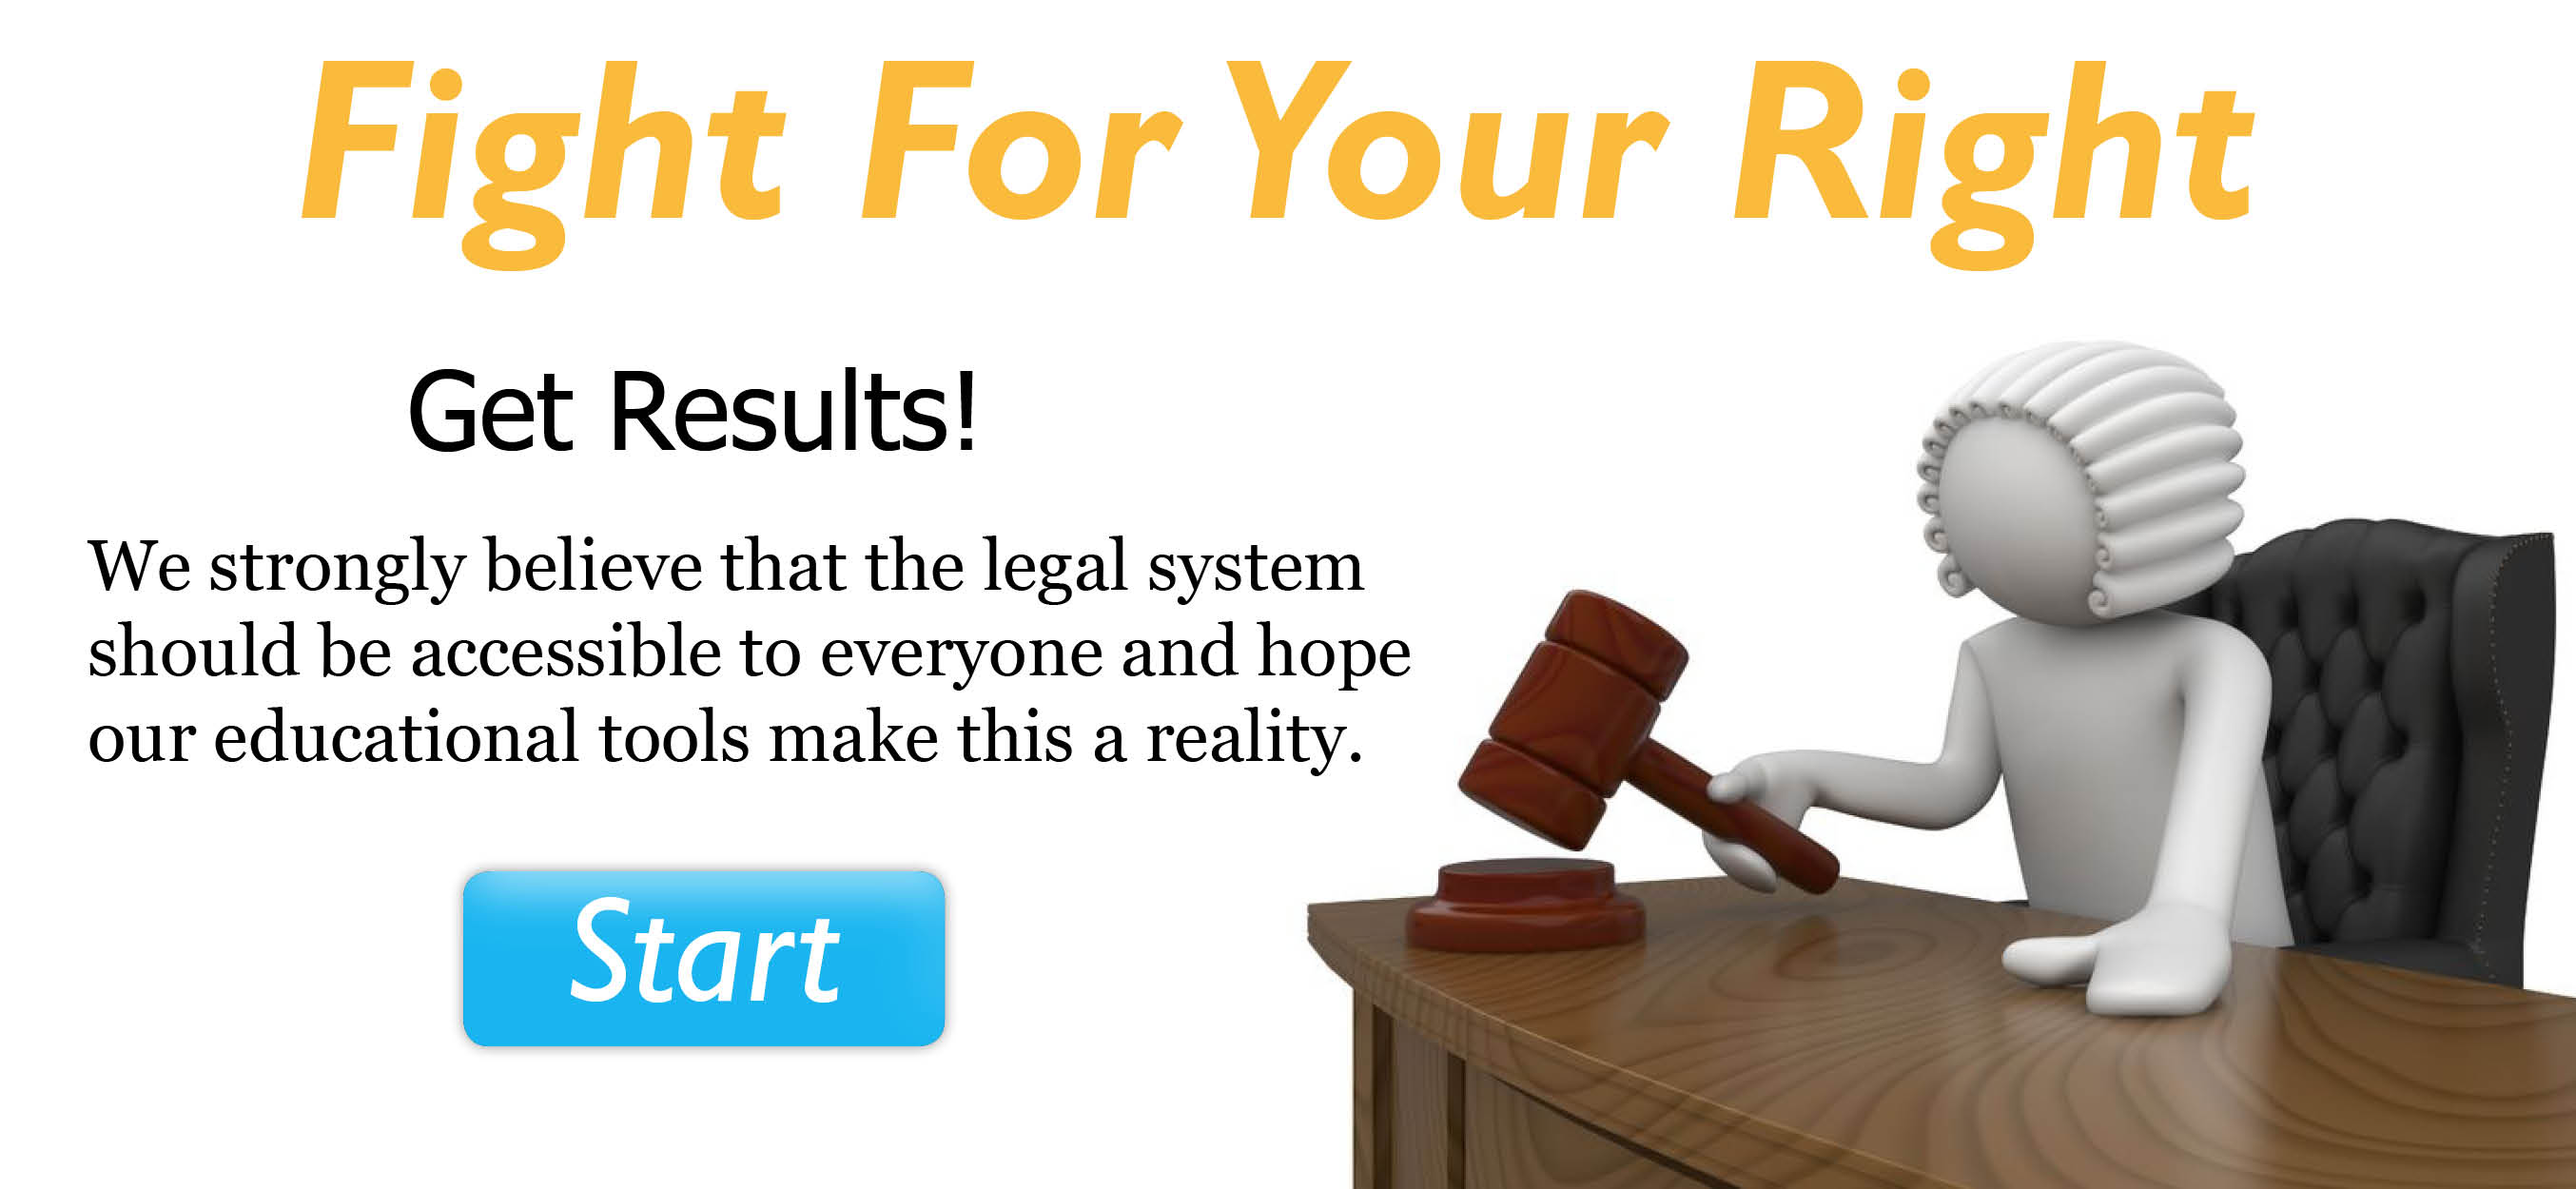 Fight For Your Right
Get Results!
We strongly believe that the legal system
should be accessible to everyone and hope
our educational tools make this a reality.
Start